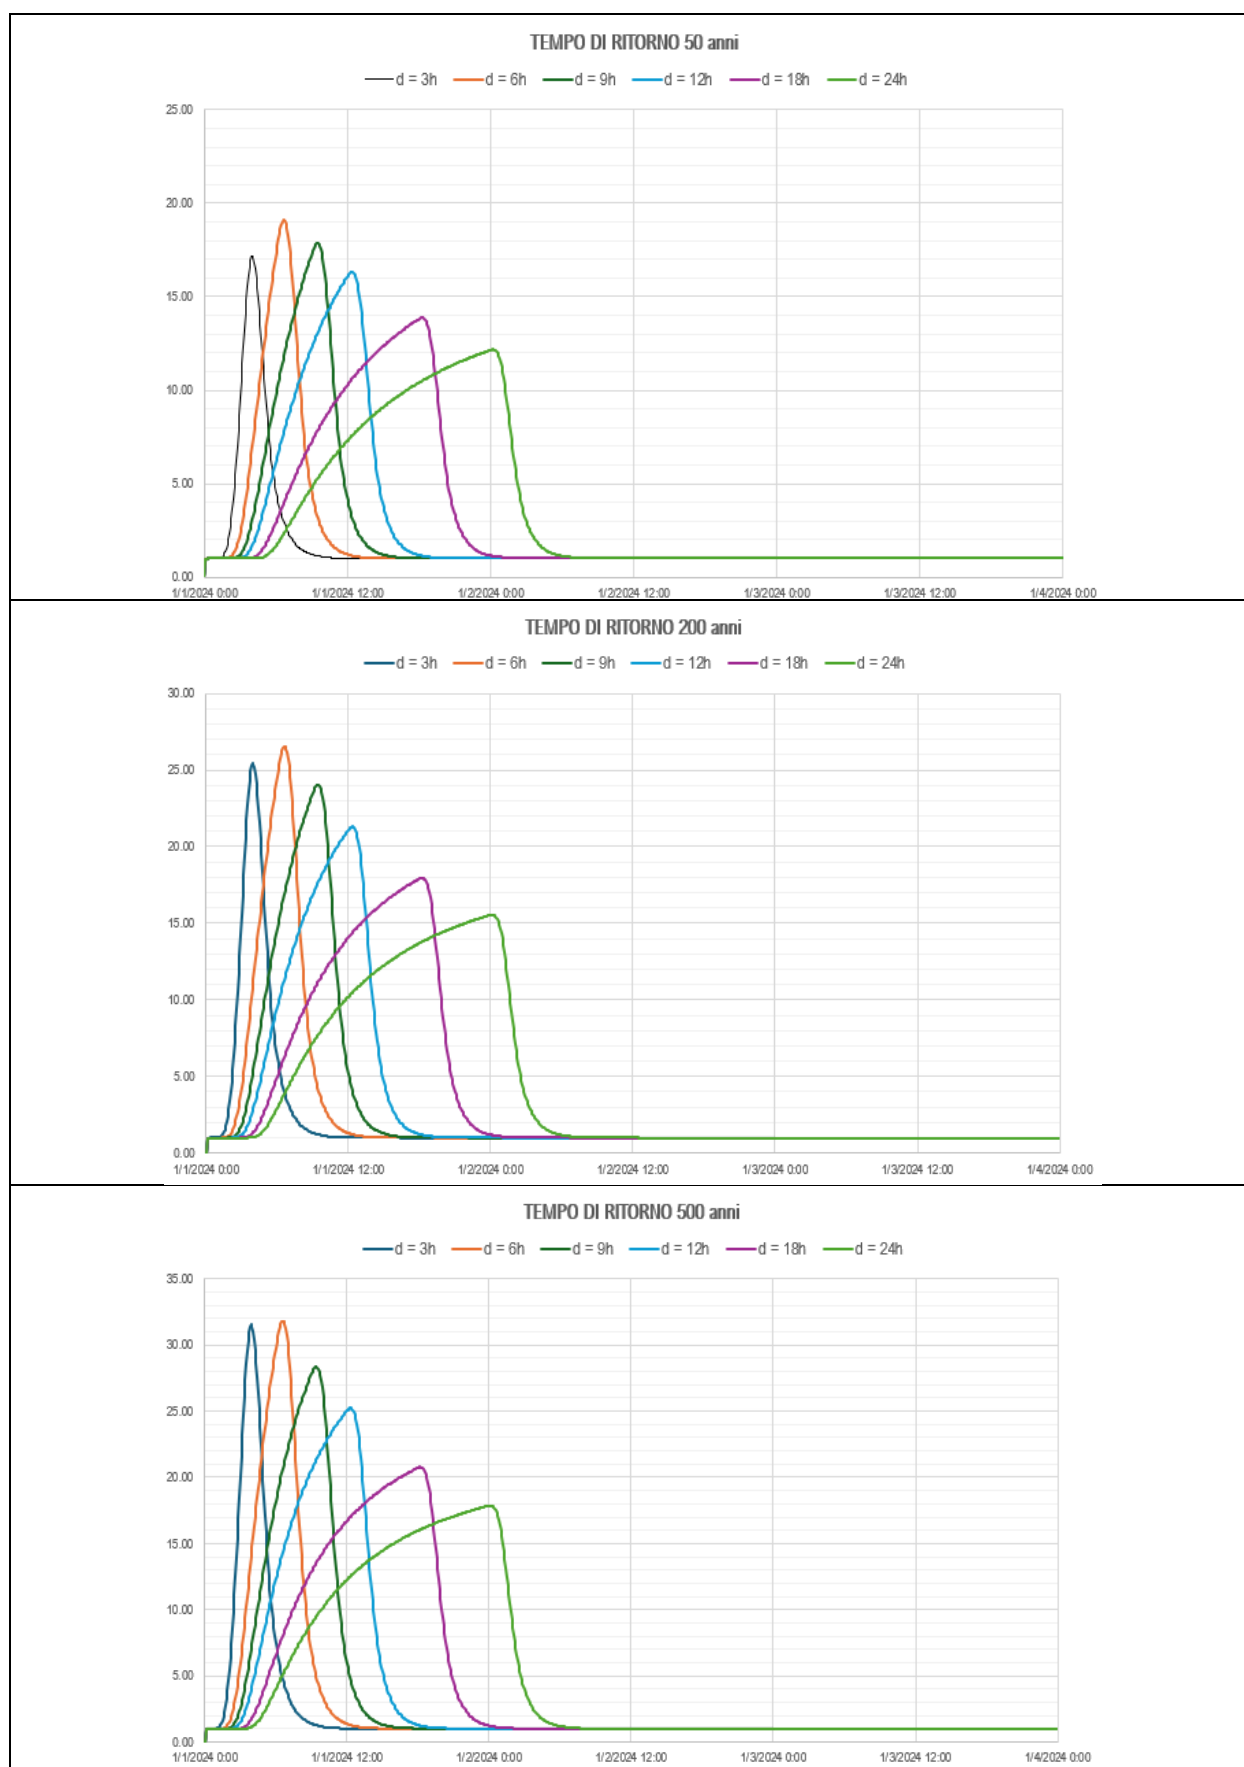 TEMPO DI RITORNO 50 anni
d = 3h d = 6h d = 9h d = 12h d = 18h d = 24h
25.00
20.00
15.00
10.00
5.00
0.00
1/1/2024 0:00 1/1/2024 12:00 1/2/2024 0:00 1/2/2024 12:00 1/3/2024 0:00 1/3/2024 12:00 1/4/2024 0:00
TEMPO DI RITORNO 200 anni
d = 3h d = 6h d = 9h d = 12h d = 18h d = 24h
30.00
25.00
20.00
15.00
10.00
5.00
0.00
1/1/2024 0:00 1/1/2024 12:00 1/2/2024 0:00 1/2/2024 12:00 1/3/2024 0:00 1/3/2024 12:00 1/4/2024 0:00
TEMPO DI RITORNO 500 anni
d = 3h d = 6h d = 9h d = 12h d = 18h d = 24h
35.00
30.00
25.00
20.00
15.00
10.00
5.00
0.00
1/1/2024 0:00 1/1/2024 12:00 1/2/2024 0:00 1/2/2024 12:00 1/3/2024 0:00 1/3/2024 12:00 1/4/2024 0:00